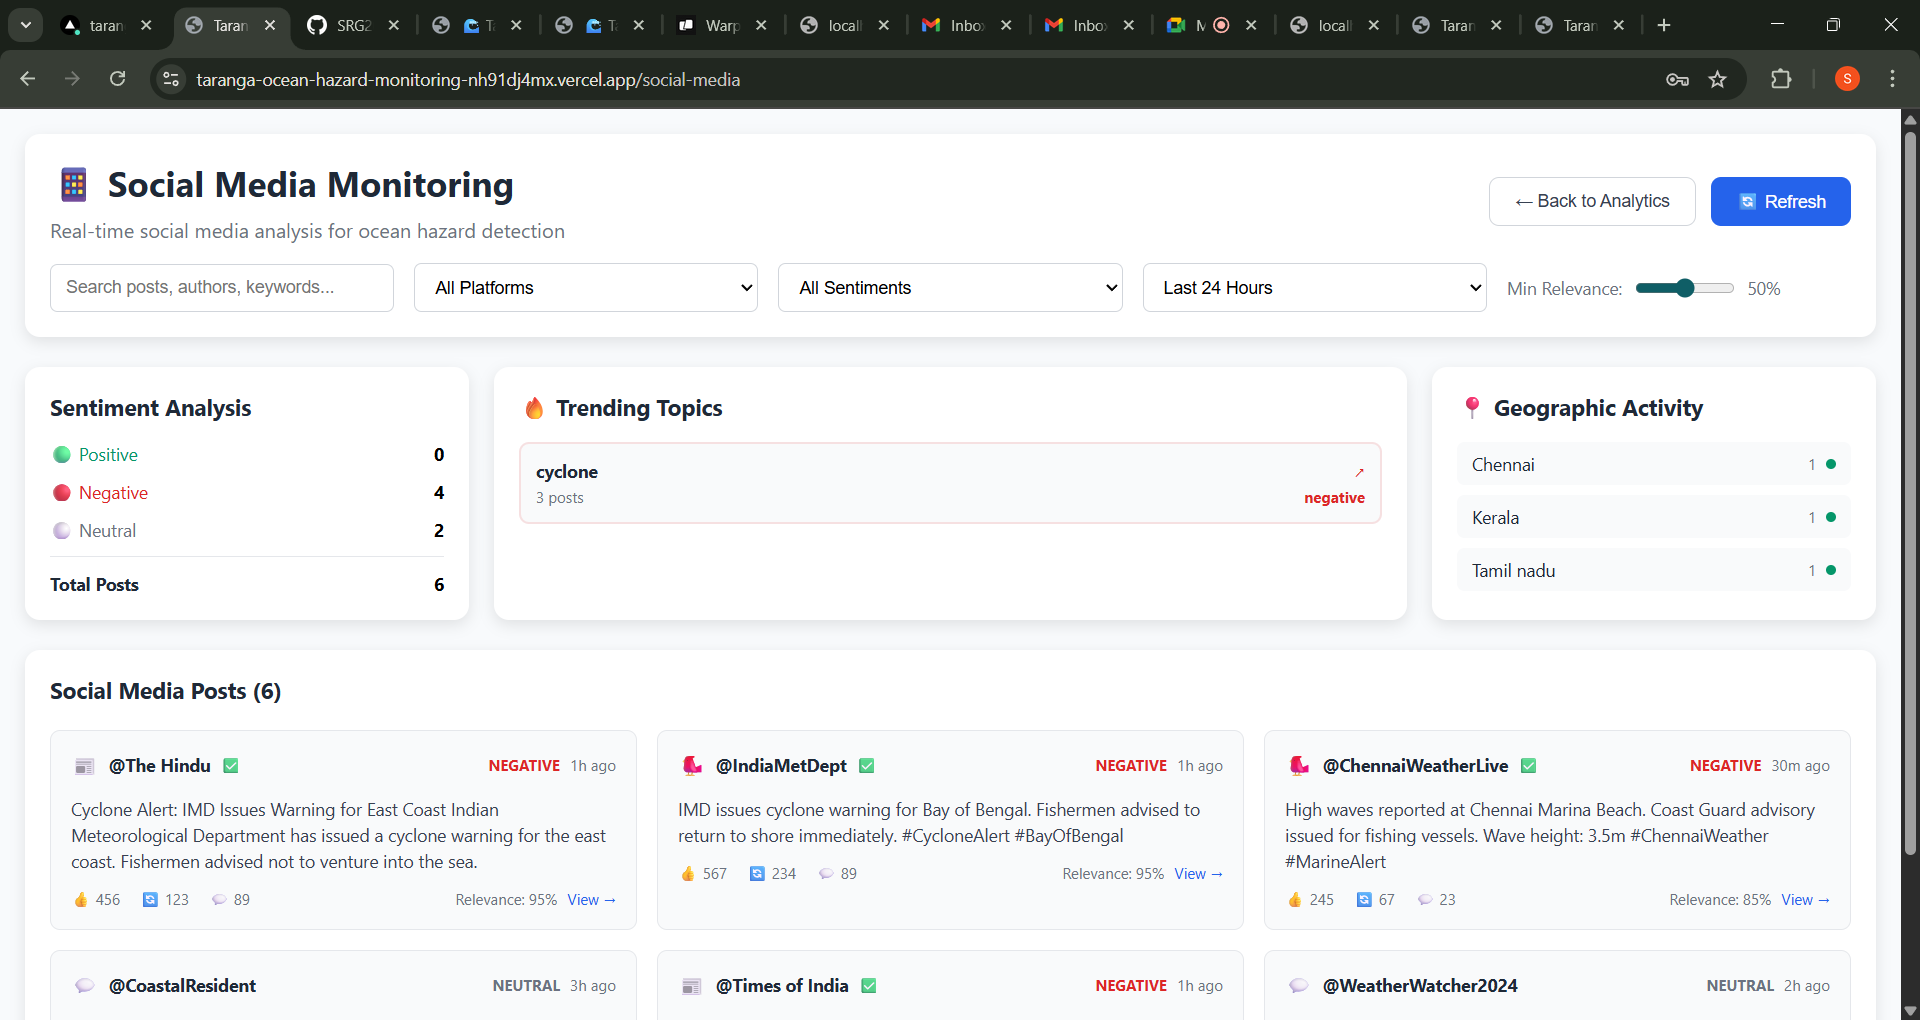 taran
Taran
SRG2
T
Ta
Warp
locall
Inbo
Inbo
M
locall
Taran
Taran
taranga-ocean-hazard-monitoring-nh91dj4mx.vercel.app/social-media
S
Social Media Monitoring
Real-time social media analysis for ocean hazard detection
← Back to Analytics
Refresh
Search posts, authors, keywords...
All Platforms
All Sentiments
Last 24 Hours
Min Relevance: 50%
Sentiment Analysis
Positive 0
Negative 4
Neutral 2
Total Posts 6
Trending Topics
cyclone
3 posts negative
Geographic Activity
Chennai 1
Kerala 1
Tamil nadu 1
Social Media Posts (6)
@The Hindu NEGATIVE 1h ago
Cyclone Alert: IMD Issues Warning for East Coast Indian
Meteorological Department has issued a cyclone warning for the east
coast. Fishermen advised not to venture into the sea.
456 123 89 Relevance: 95% View →
@IndiaMetDept NEGATIVE 1h ago
IMD issues cyclone warning for Bay of Bengal. Fishermen advised to
return to shore immediately. #CycloneAlert #BayOfBengal
567 234 89 Relevance: 95% View →
@ChennaiWeatherLive NEGATIVE 30m ago
High waves reported at Chennai Marina Beach. Coast Guard advisory
issued for fishing vessels. Wave height: 3.5m #ChennaiWeather
#MarineAlert
245 67 23 Relevance: 85% View →
@CoastalResident NEUTRAL 3h ago
@Times of India NEGATIVE 1h ago
@WeatherWatcher2024 NEUTRAL 2h ago